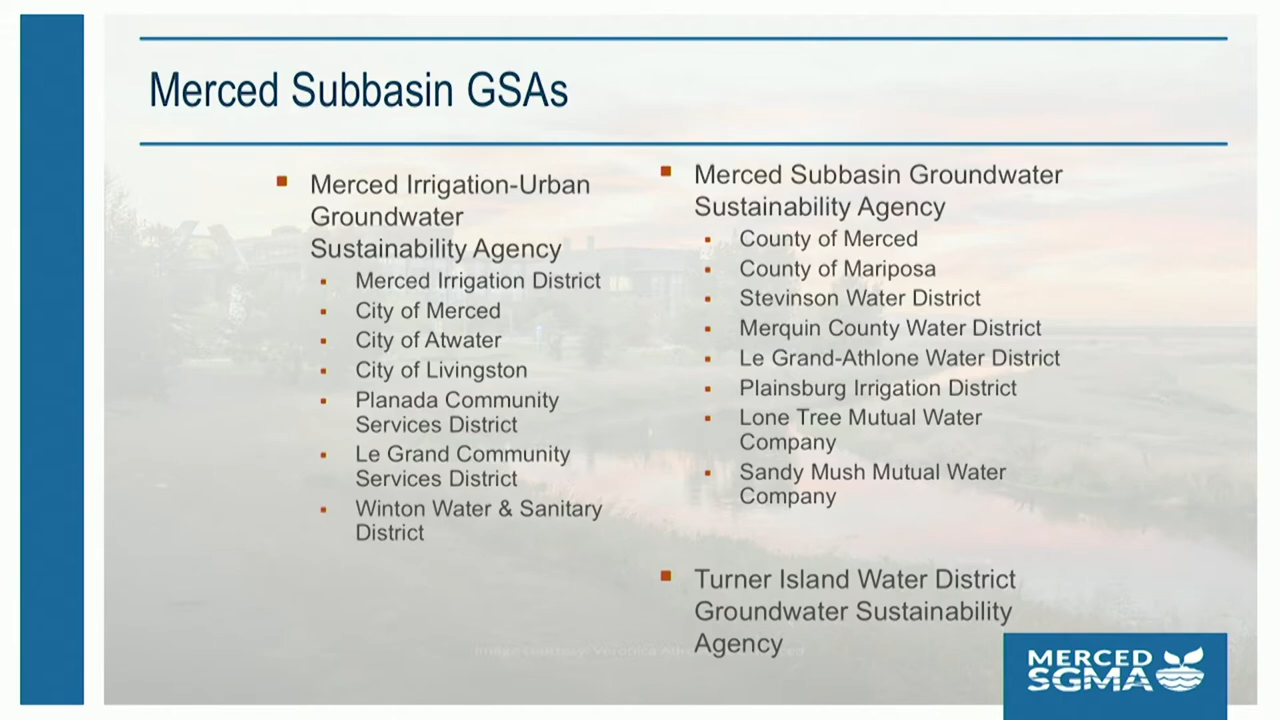 Merced Subbasin GSAs
Merced Irrigation-Urban
Groundwater
Sustainability Agency
Merced Irrigation District
City of Merced
City of Atwater
City of Livingston
Planada Community
Services District
Le Grand Community
Services District
Winton Water & Sanitary
District
Merced Subbasin Groundwater
Sustainability Agency
County of Merced
County of Mariposa
Stevinson Water District
Merquin County Water District
Le Grand-Athlone Water District
Plainsburg Irrigation District
Lone Tree Mutual Water
Company
Sandy Mush Mutual Water
Company
Turner Island Water District
Groundwater Sustainability
Agency
Image courtesy: Veronica
MERCED
SGMA